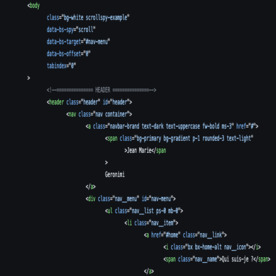 <body
class="bg-white scrollspy-example"
data-bs-spy="scroll"
data-bs-target="#nav-menu"
data-bs-offset="0"
tabindex="0"
>
HEADER
<header class="header" id="header">
<nav class="nav container">
<a class="navbar-brand text-dark text-uppercase fw-bold ms-3" href="#">
<span class="bg-primary bg-gradient p-1 rounded-3 text-light"
>Jean Marie</span
>
Geronimi
</a>
<div class="nav__menu" id="nav-menu">
<ul class="nav__list ps-0 mb-0">
<li class="nav__item">
<a href="#home" class="nav__link">
<i class="bx bx-home-alt nav__icon"></i>
<span class="nav__name">Qui suis-je ?</span>
</a>